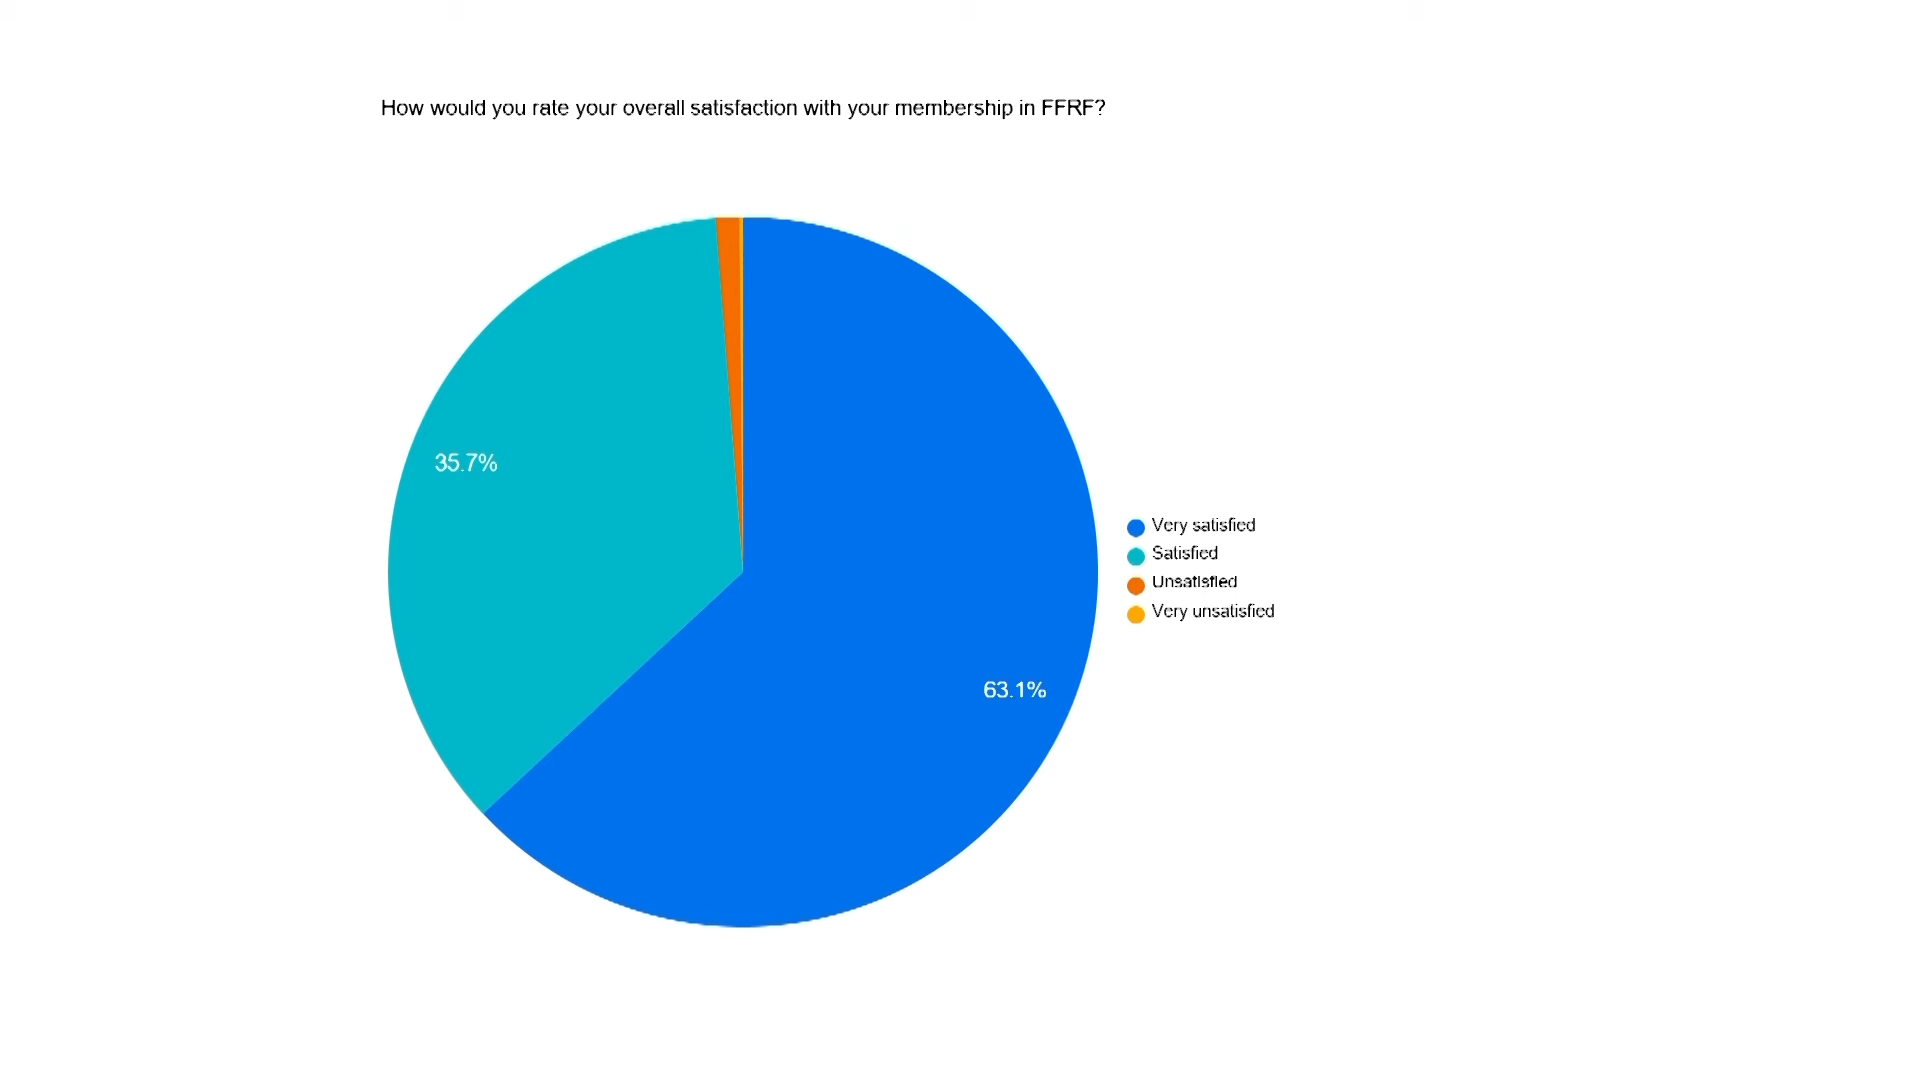 How would you rate your overall satisfaction with your membership in FFRF?
35.7%
63.1%
Very satisfied
Satisfied
Unsatisfied
Very unsatisfied